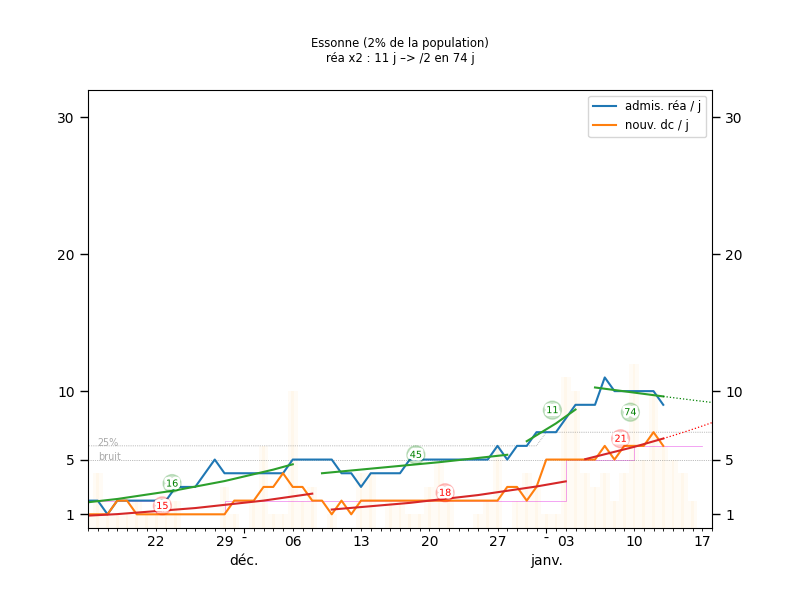 Essonne (2% de la population)
réa x2 : 11 j –> /2 en 74 j
admis. réa / j
nouv. dc / j
30 30
20 20
10 10
5 5
1 1
25%
bruit
16
15
45
18
11
74
21
22 29 - 06 13 20 27 - 03 10 17
déc. janv.